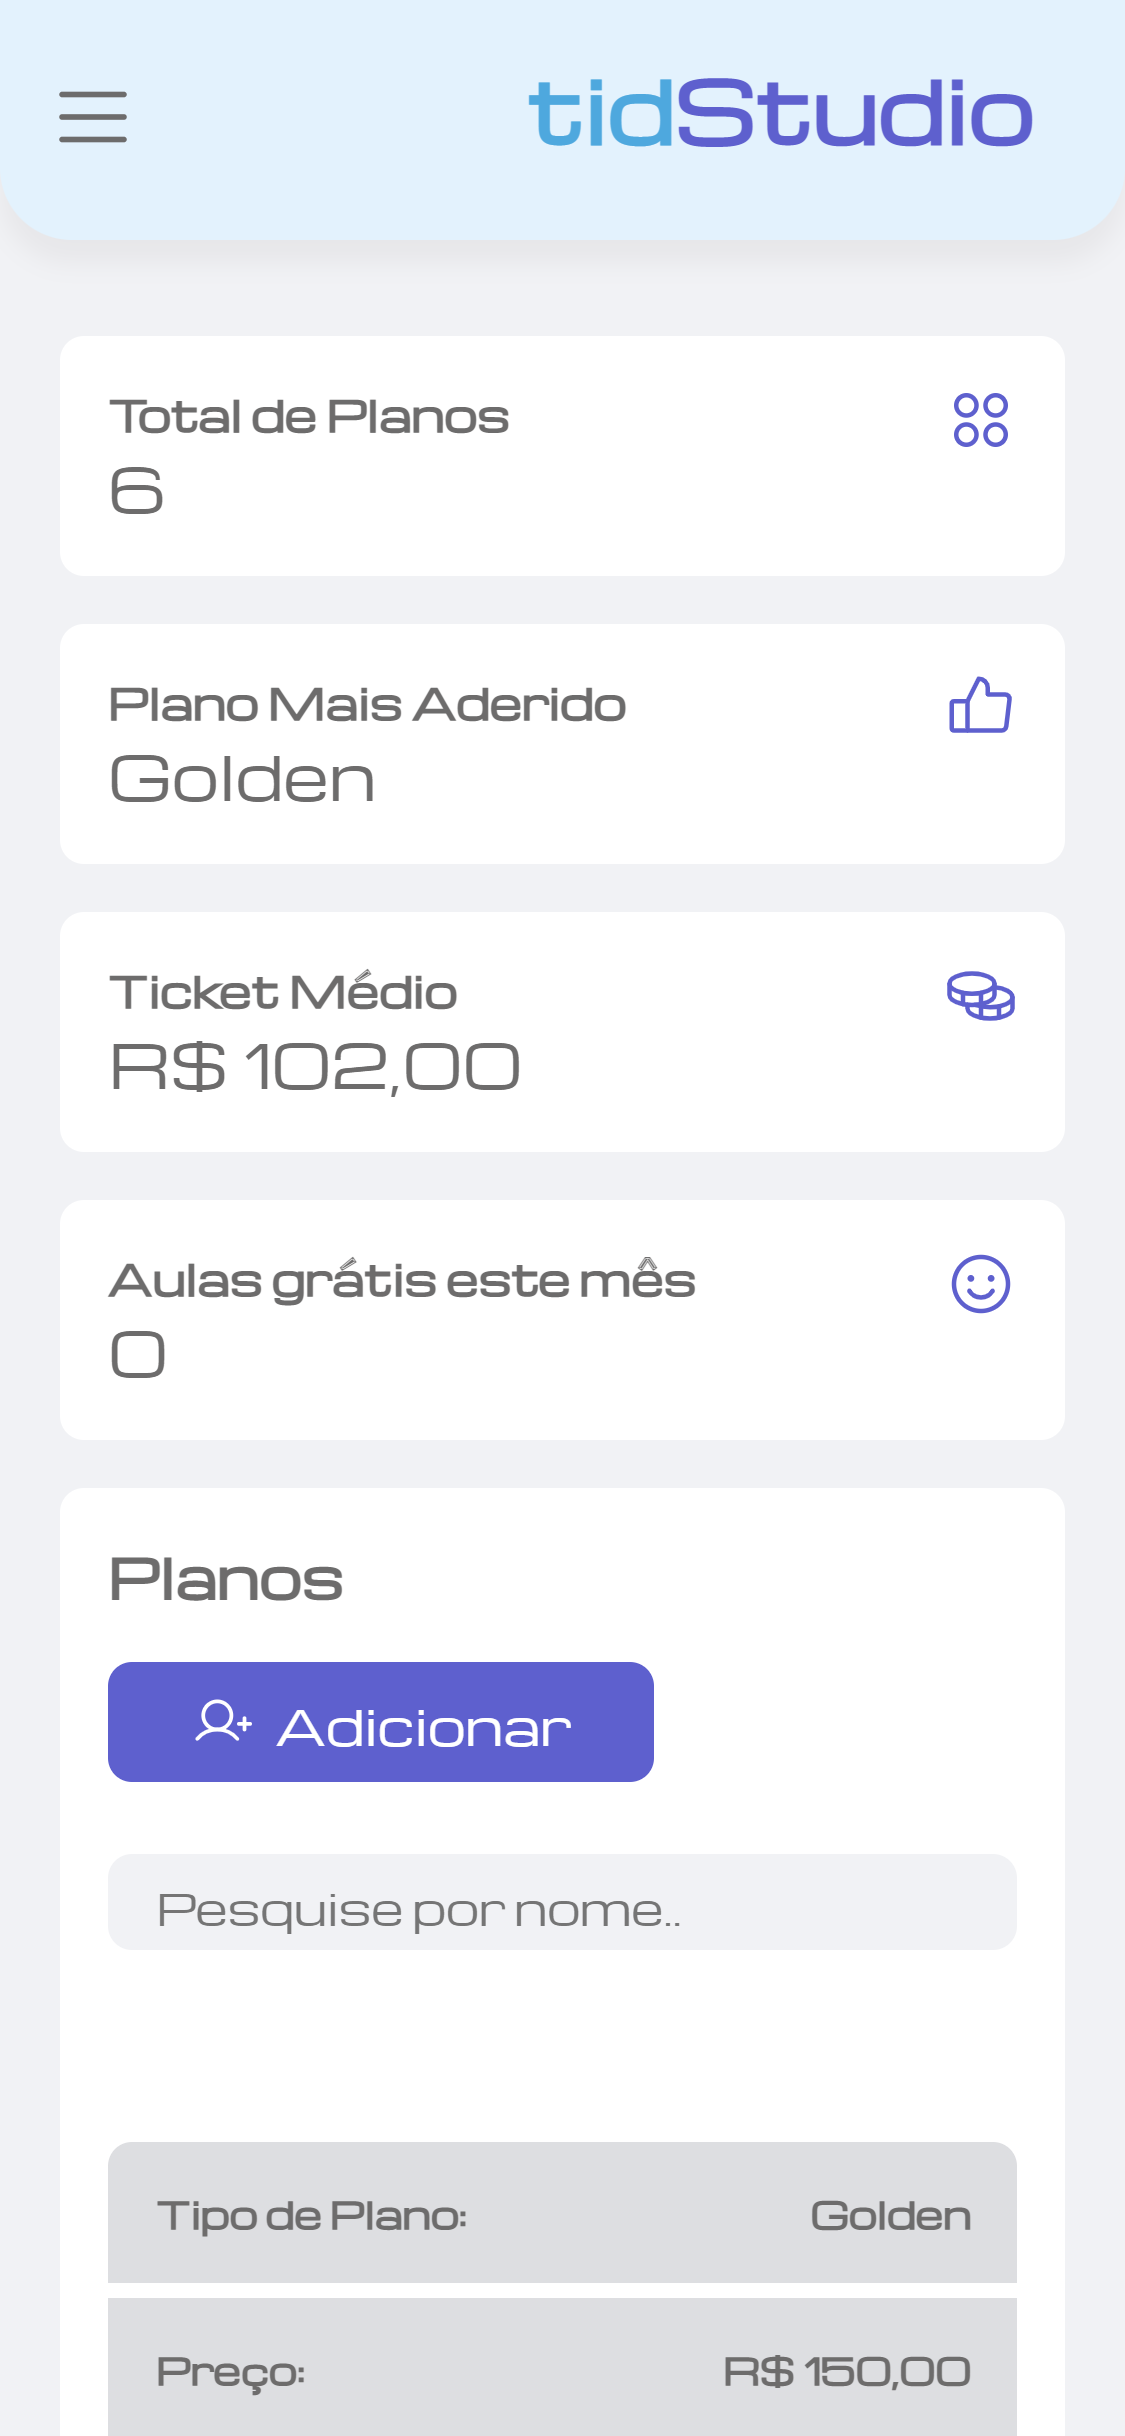 tidStudio
Total de Planos
6
Plano Mais Aderido
Golden
Ticket Médio
R$ 102,00
Aulas grátis este mês
0
Planos
Adicionar
Pesquise por nome..
Tipo de Plano: Golden
Preço: R$ 150,00